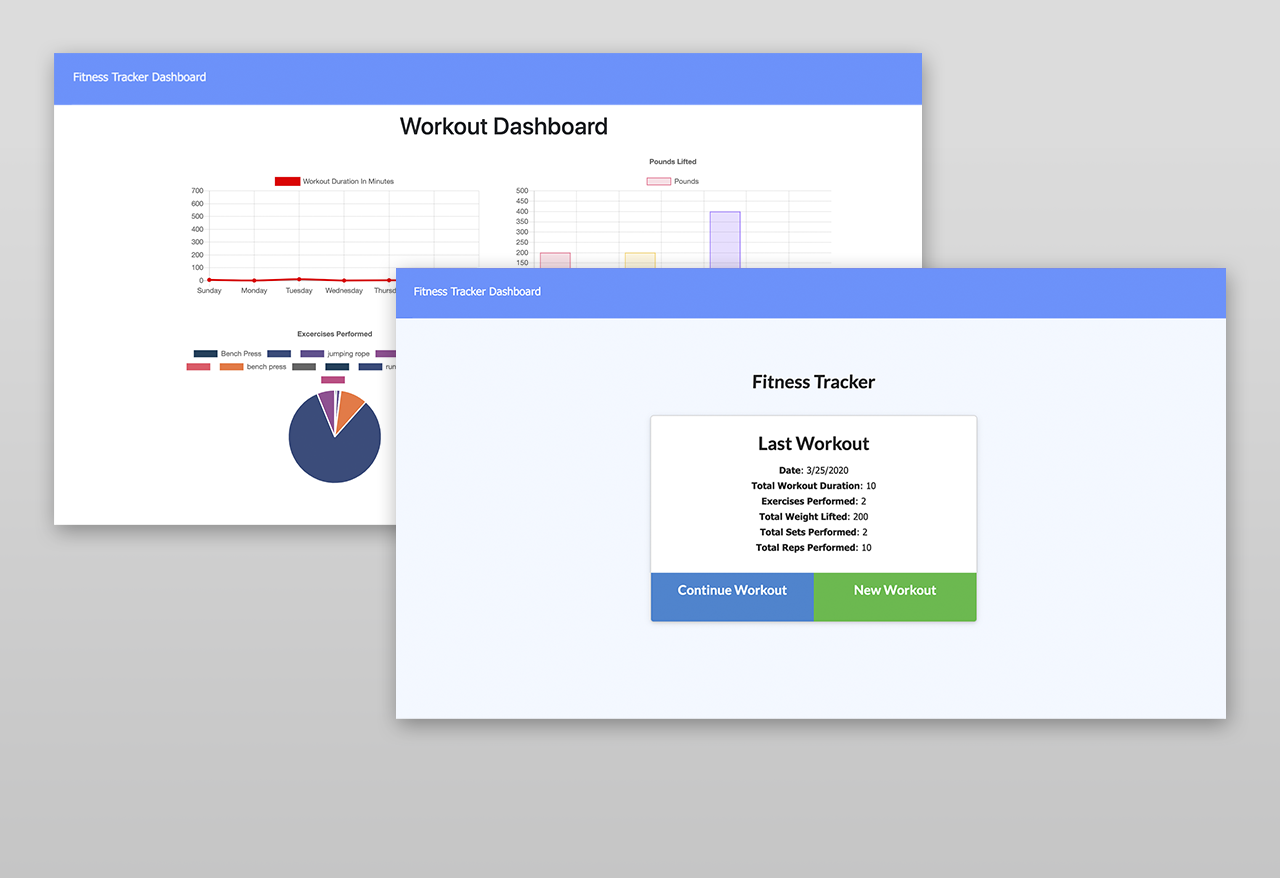 Fitness Tracker Dashboard
Workout Dashboard
Workout Duration In Minutes
700
600
500
400
300
200
100
0
Sunday Monday Tuesday Wednesday Thursd
Pounds Lifted
Pounds
500
450
400
350
300
250
200
150
Excercises Performed
Bench Press jumping rope
bench press run
Fitness Tracker Dashboard
Fitness Tracker
Last Workout
Date: 3/25/2020
Total Workout Duration: 10
Exercises Performed: 2
Total Weight Lifted: 200
Total Sets Performed: 2
Total Reps Performed: 10
Continue Workout New Workout